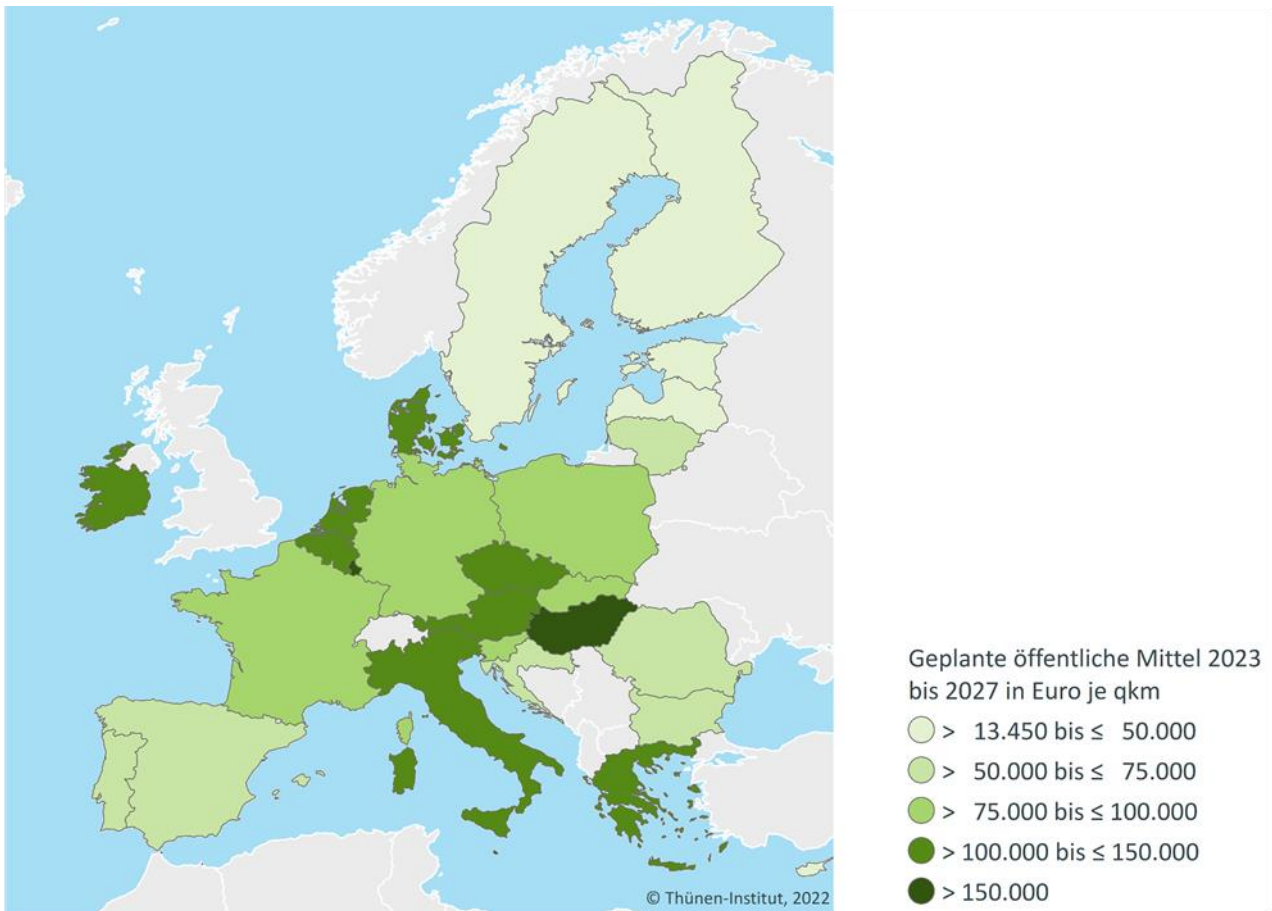 Geplante öffentliche Mittel 2023
bis 2027 in Euro je qkm
> 13.450 bis ≤ 50.000
> 50.000 bis ≤ 75.000
> 75.000 bis ≤ 100.000
> 100.000 bis ≤ 150.000
> 150.000
© Thünen-Institut, 2022